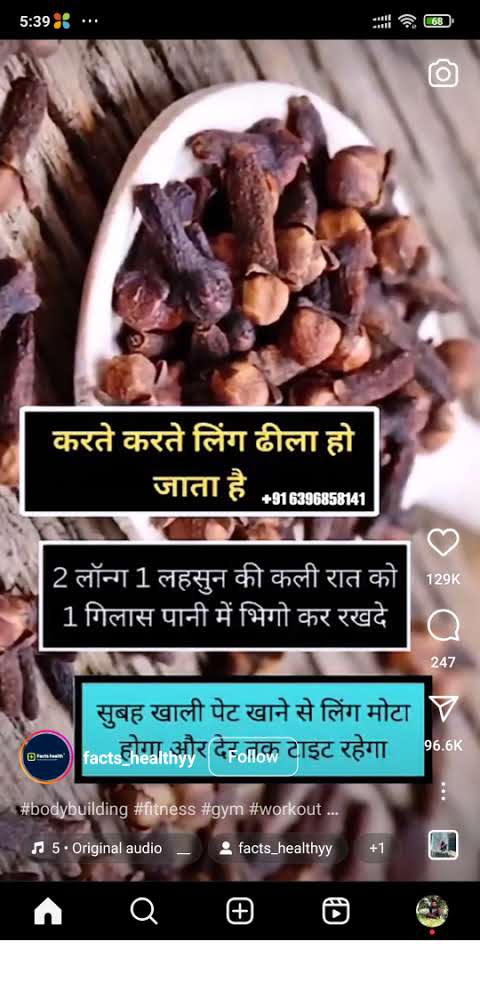 5:39
68
करते करते लिंग ढीला हो
जाता है +91 6396858141
2 लॉन्ग 1 लहसुन की कली रात को
1 गिलास पानी में भिगो कर रखदे
129K
247
सुबह खाली पेट खाने से लिंग मोटा
होगा और देर तक टाइट रहेगा
96.6K
Facts health
facts_healthyy Follow
#bodybuilding #fitness #gym #workout ...
5 • Original audio facts_healthyy +1